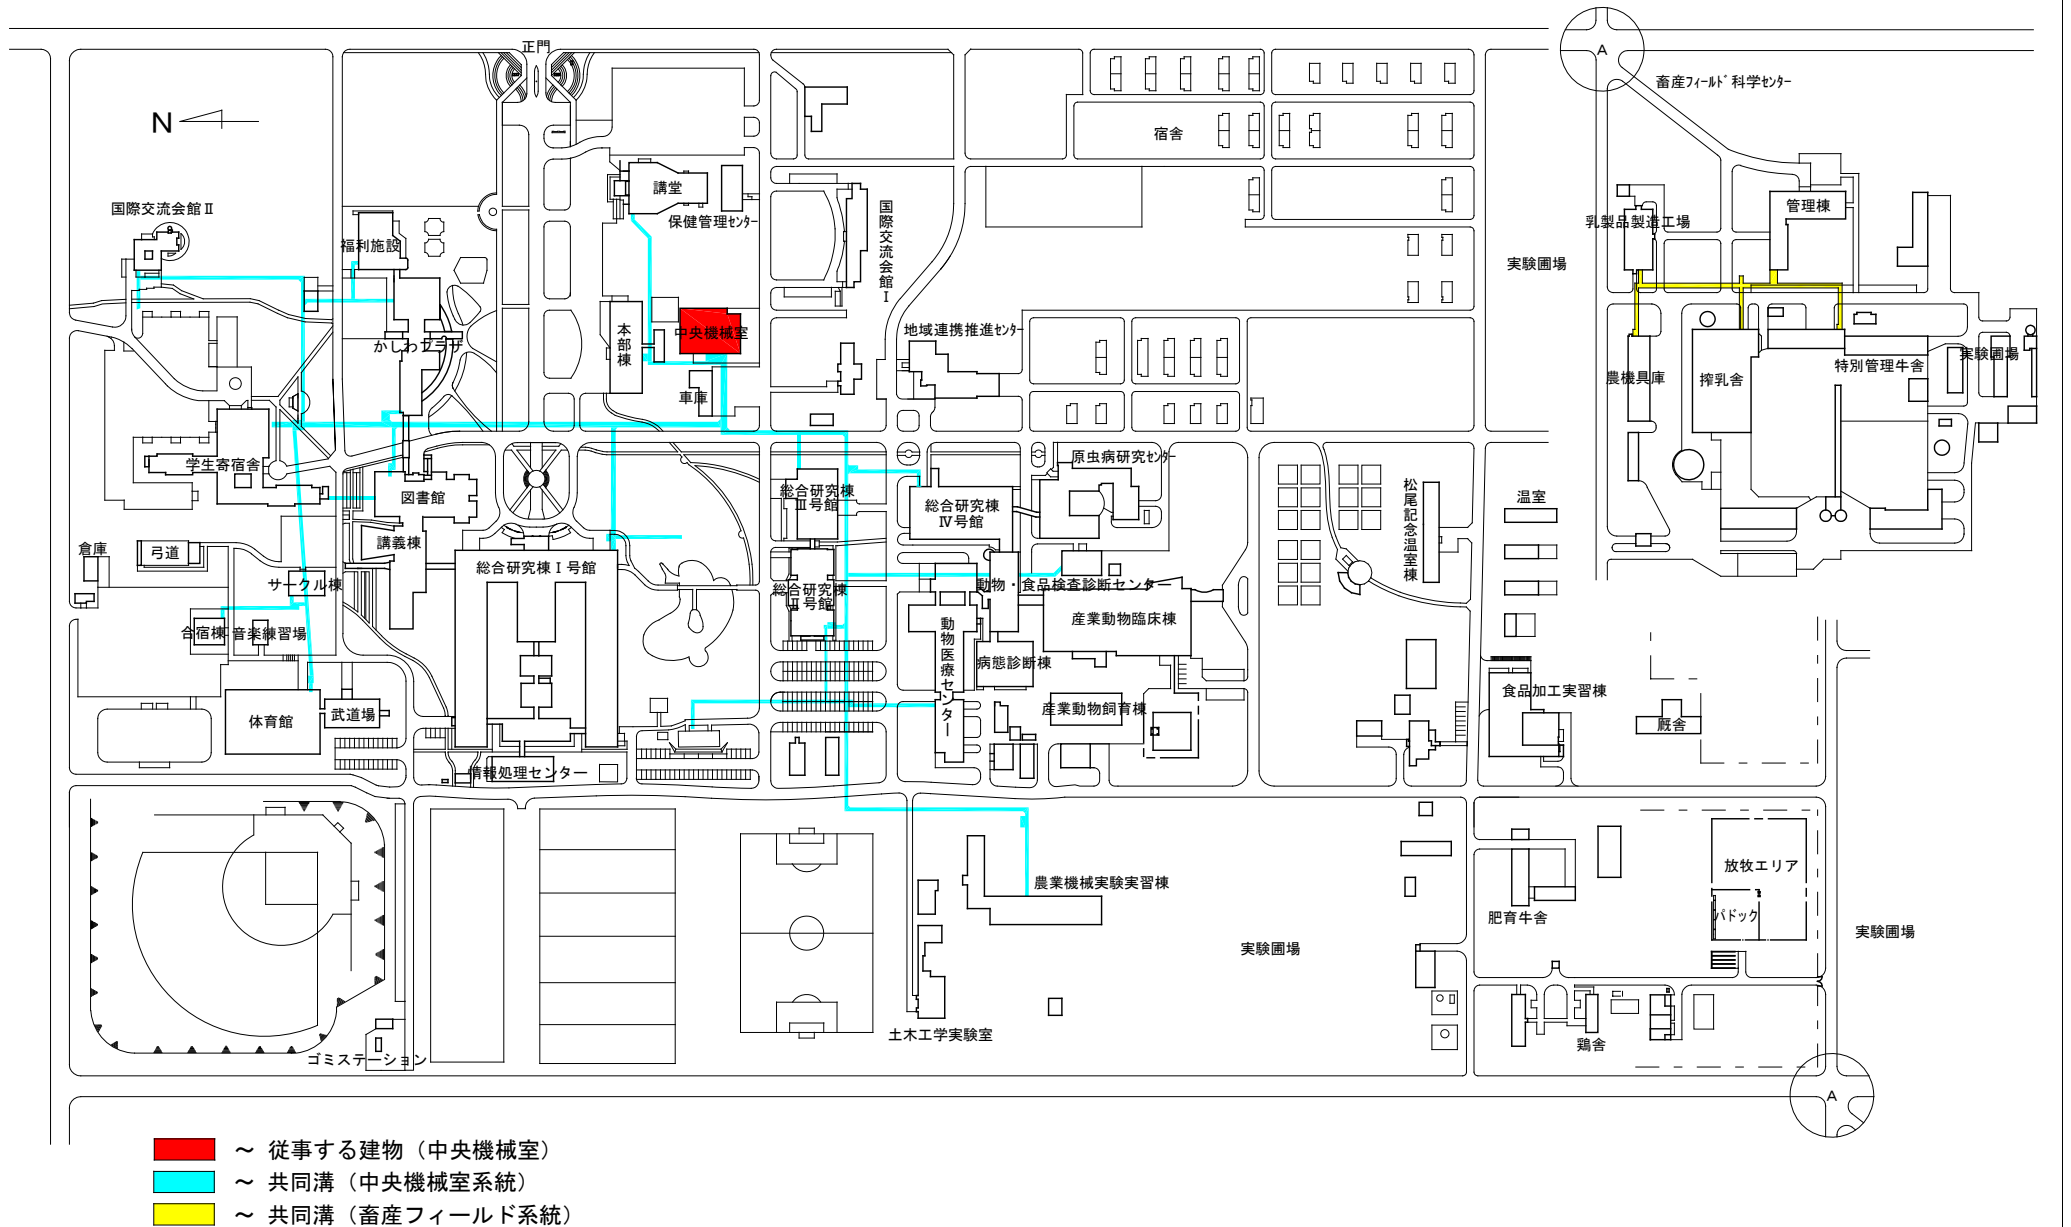 正門
A
畜産フィールド科学センター
N
宿舎
講堂
国際交流会館Ⅱ
保健管理センター
国際交流会館Ⅰ
管理棟
乳製品製造工場
福利施設
実験圃場
本部棟
中央機械室
地域連携推進センター
かしわプラザ
実験圃場
特別管理牛舎
農機具庫
搾乳舎
車庫
原虫病研究センター
学生寄宿舎
図書館
総合研究棟
Ⅲ号館
総合研究棟
Ⅳ号館
松尾記念温室棟
温室
講義棟
倉庫
弓道
総合研究棟Ⅰ号館
サークル棟
総合研究棟
Ⅱ号館
動物・食品検査診断センター
産業動物臨床棟
合宿棟
音楽練習場
動物医療センター
病態診断棟
食品加工実習棟
体育館
武道場
産業動物飼育棟
厩舎
情報処理センター
放牧エリア
農業機械実験実習棟
肥育牛舎
パドック
実験圃場
実験圃場
土木工学実験室
鶏舎
ゴミステーション
A
～ 従事する建物（中央機械室）
～ 共同溝（中央機械室系統）
～ 共同溝（畜産フィールド系統）